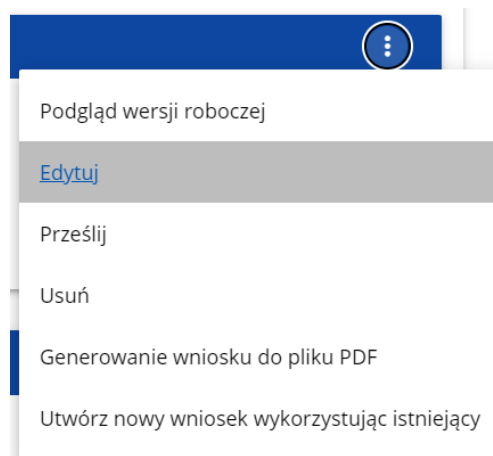 Podgląd wersji roboczej
Edytuj
Prześlij
Usuń
Generowanie wniosku do pliku PDF
Utwórz nowy wniosek wykorzystując istniejący